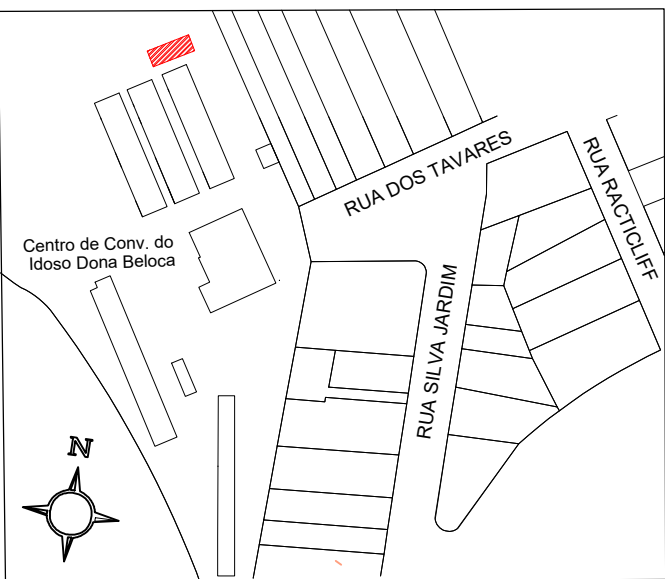 RUA DOS TAVARES
RUA RACTICLIFF
Centro de Conv. do
Idoso Dona Beloca
RUA SILVA JARDIM
N